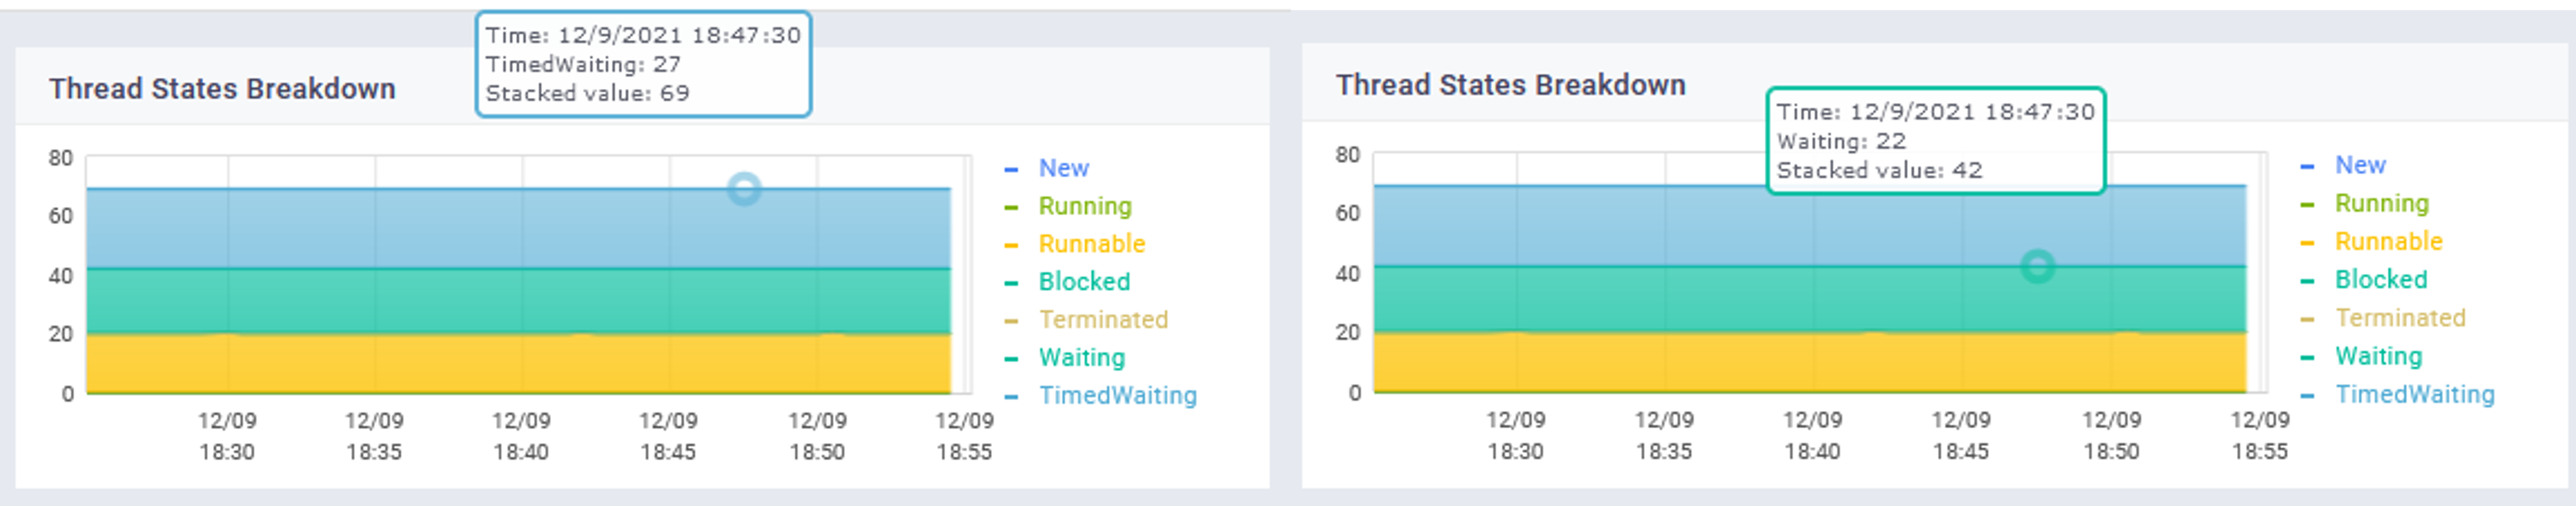 Time: 12/9/2021 18:47:30
TimedWaiting: 27
Stacked value: 69
Thread States Breakdown
80
60
40
20
0
12/09
18:30
12/09
18:35
12/09
18:40
12/09
18:45
12/09
18:50
12/09
18:55
New
Running
Runnable
Blocked
Terminated
Waiting
TimedWaiting
Thread States Breakdown
Time: 12/9/2021 18:47:30
Waiting: 22
Stacked value: 42
80
60
40
20
0
12/09
18:30
12/09
18:35
12/09
18:40
12/09
18:45
12/09
18:50
12/09
18:55
New
Running
Runnable
Blocked
Terminated
Waiting
TimedWaiting